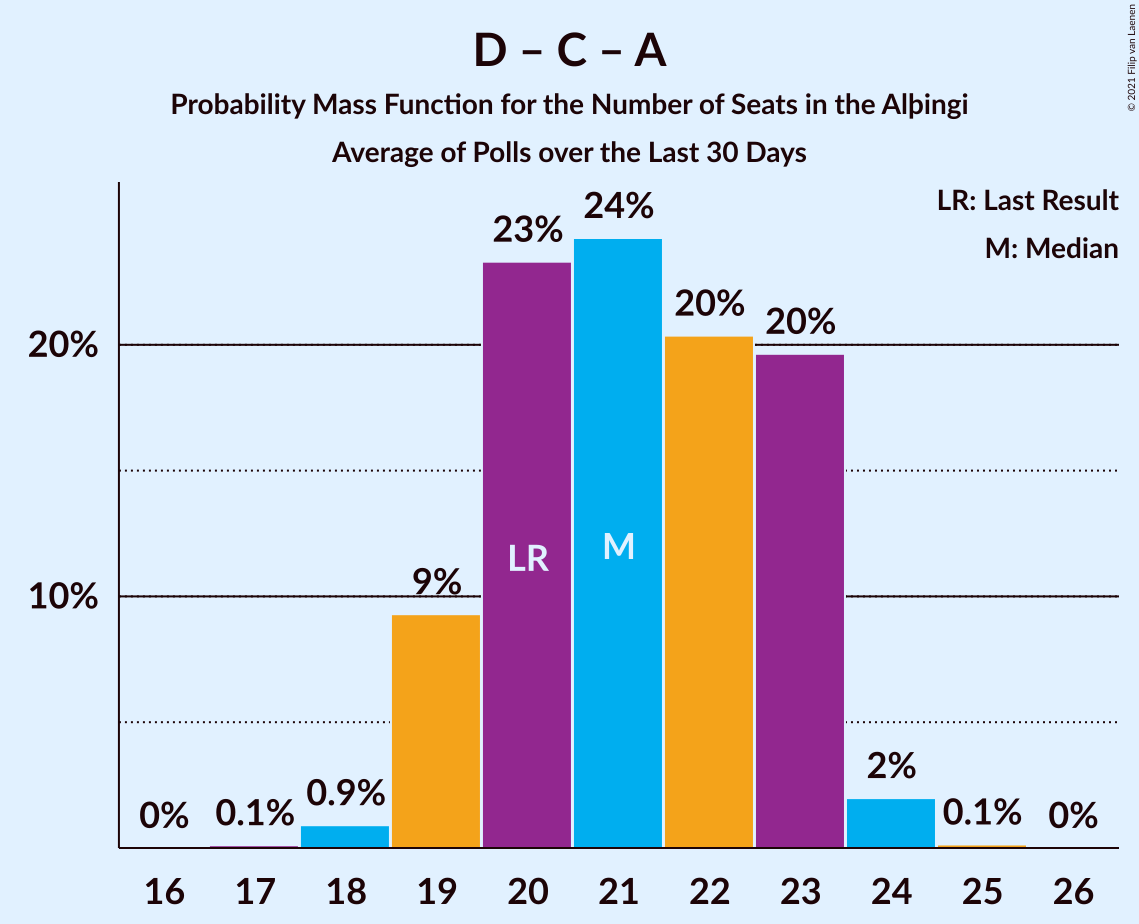 D – C – A
Probability Mass Function for the Number of Seats in the Alþingi
Average of Polls over the Last 30 Days
© 2021 Filip van Laenen
LR: Last Result
M: Median
24%
23%
20%
20%
20%
LR
M
9%
10%
2%
0.9%
0%
0.1%
0.1%
0%
16 17 18 19 20 21 22 23 24 25 26